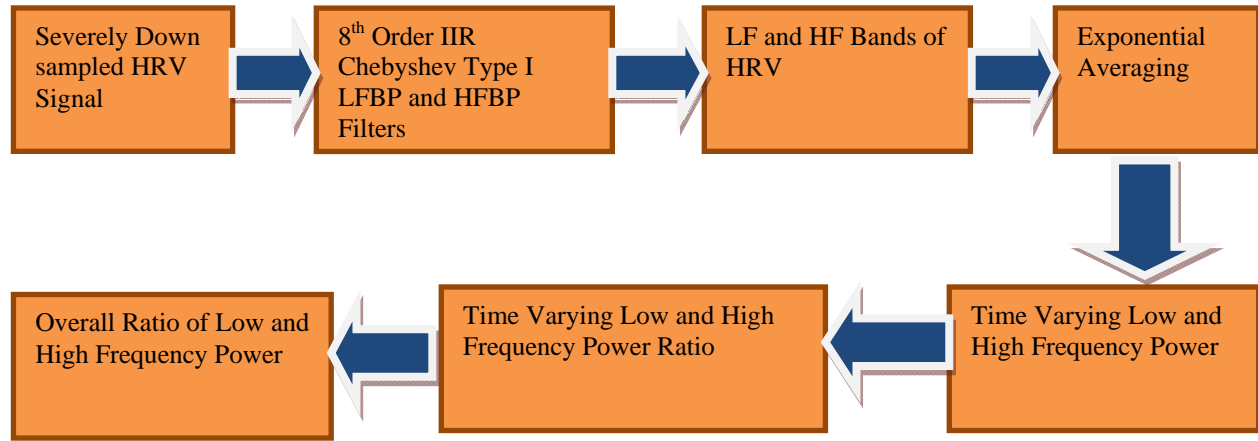 Severely Down
sampled HRV
Signal
8th Order IIR
Chebyshev Type I
LFBP and HFBP
Filters
LF and HF Bands of
HRV
Exponential
Averaging
Time Varying Low and
High Frequency Power
Time Varying Low and High
Frequency Power Ratio
Overall Ratio of Low and
High Frequency Power